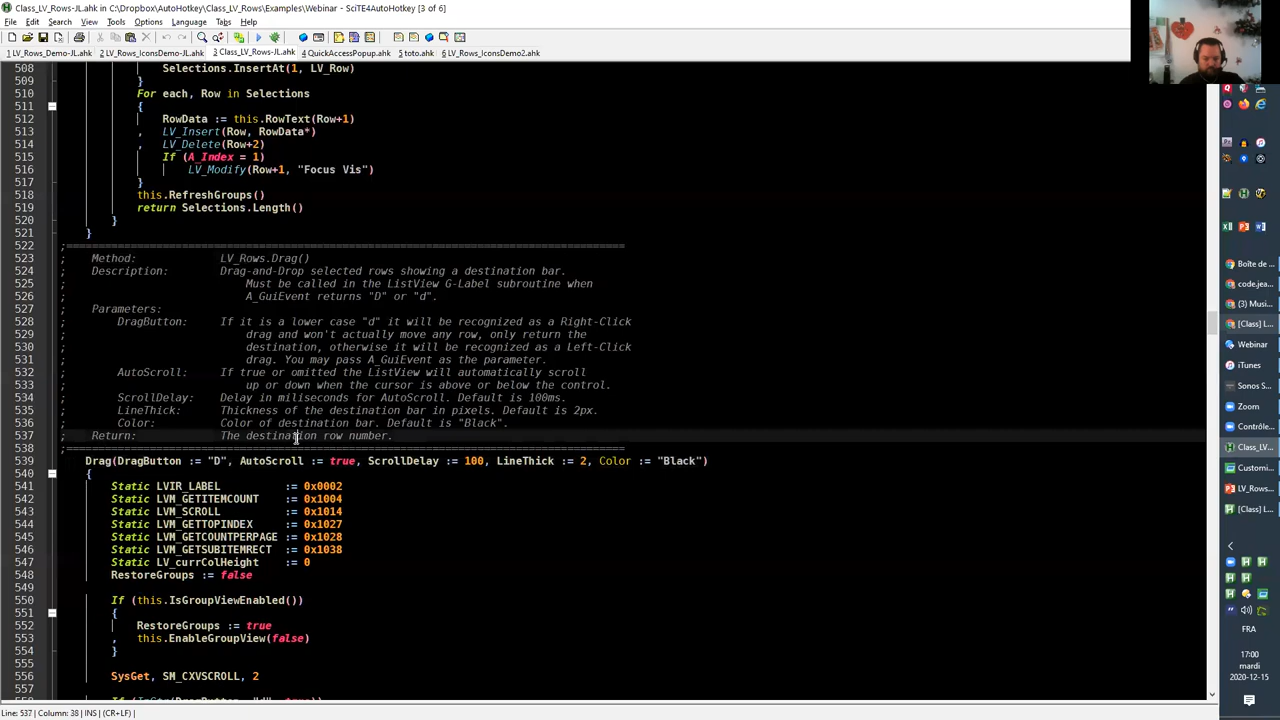 Class_LV_Rows-JL.ahk in C:\Dropbox\AutoHotkey\Class_LV_Rows\Examples\Webinar - SciTE4AutoHotkey [3 of 6]
File Edit Search View Tools Options Language Tabs Help
1 LV_Rows_Demo-JL.ahk 2 LV_Rows_IconsDemo-JL.ahk 3 Class_LV_Rows-JL.ahk 4 QuickAccessPopup.ahk 5 toto.ahk 6 LV_Rows_IconsDemo2.ahk
508 Selections.InsertAt(1, LV_Row)
509 }
510 For each, Row in Selections
511 {
512 RowData := this.RowText(Row+1)
513 , LV_Insert(Row, RowData*)
514 , LV_Delete(Row+2)
515 If (A_Index = 1)
516 LV_Modify(Row+1, "Focus Vis")
517 }
518 this.RefreshGroups()
519 return Selections.Length()
520 }
521 }
522 ;=======================================================================================
523 ; Method: LV_Rows.Drag()
524 ; Description: Drag-and-Drop selected rows showing a destination bar.
525 ; Must be called in the ListView G-Label subroutine when
526 ; A_GuiEvent returns "D" or "d".
527 ; Parameters:
528 ; DragButton: If it is a lower case "d" it will be recognized as a Right-Click
529 ; drag and won't actually move any row, only return the
530 ; destination, otherwise it will be recognized as a Left-Click
531 ; drag. You may pass A_GuiEvent as the parameter.
532 ; AutoScroll: If true or omitted the ListView will automatically scroll
533 ; up or down when the cursor is above or below the control.
534 ; ScrollDelay: Delay in miliseconds for AutoScroll. Default is 100ms.
535 ; LineThick: Thickness of the destination bar in pixels. Default is 2px.
536 ; Color: Color of destination bar. Default is "Black".
537 ; Return: The destination row number.
538 ;=======================================================================================
539 Drag(DragButton := "D", AutoScroll := true, ScrollDelay := 100, LineThick := 2, Color := "Black")
540 {
541 Static LVIR_LABEL := 0x0002
542 Static LVM_GETITEMCOUNT := 0x1004
543 Static LVM_SCROLL := 0x1014
544 Static LVM_GETTOPINDEX := 0x1027
545 Static LVM_GETCOUNTPERPAGE := 0x1028
546 Static LVM_GETSUBITEMRECT := 0x1038
547 Static LV_currColHeight := 0
548 RestoreGroups := false
549
550 If (this.IsGroupViewEnabled())
551 {
552 RestoreGroups := true
553 , this.EnableGroupView(false)
554 }
555
556 SysGet, SM_CXVSCROLL, 2
557
Line: 537 | Column: 38 | INS | (CR+LF) |
Boîte de
code.jea
(3) Musi
[Class] L
Webinar
iTunes
Sonos S
Zoom
Contrôle
Class_LV
Customi
LV_Rows
[Class] L
FRA
17:00
mardi
2020-12-15